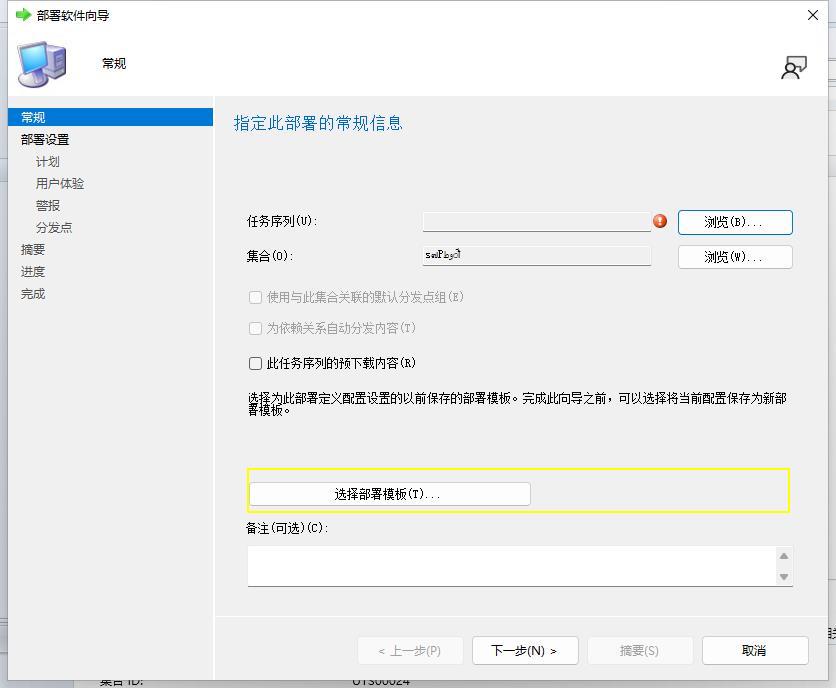 部署软件向导
常规
常规
部署设置
计划
用户体验
警报
分发点
摘要
进度
完成
指定此部署的常规信息
任务序列(U):
浏览(B)...
集合(O):
浏览(W)...
使用与此集合关联的默认分发点组(E)
为依赖关系自动分发内容(T)
此任务序列的预下载内容(R)
选择为此部署定义配置设置的以前保存的部署模板。完成此向导之前，可以选择将当前配置保存为新部
署模板。
选择部署模板(T)...
备注(可选)(C):
< 上一步(P)
下一步(N) >
摘要(S)
取消